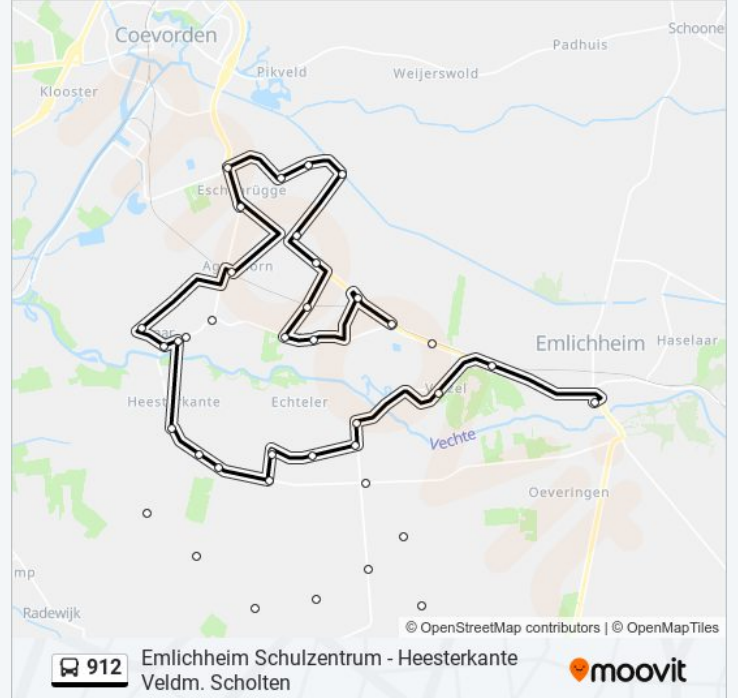 Coevorden
Schoone
Padhuis
Pikveld
Weijerswold
Klooster
Emlichheim
Haselaar
Heesterkante
Echteler
Vechte
Oeveringen
mp
Radewijk
© OpenStreetMap contributors | © OpenMapTiles
912
Emlichheim Schulzentrum - Heesterkante
Veldm. Scholten
moovit